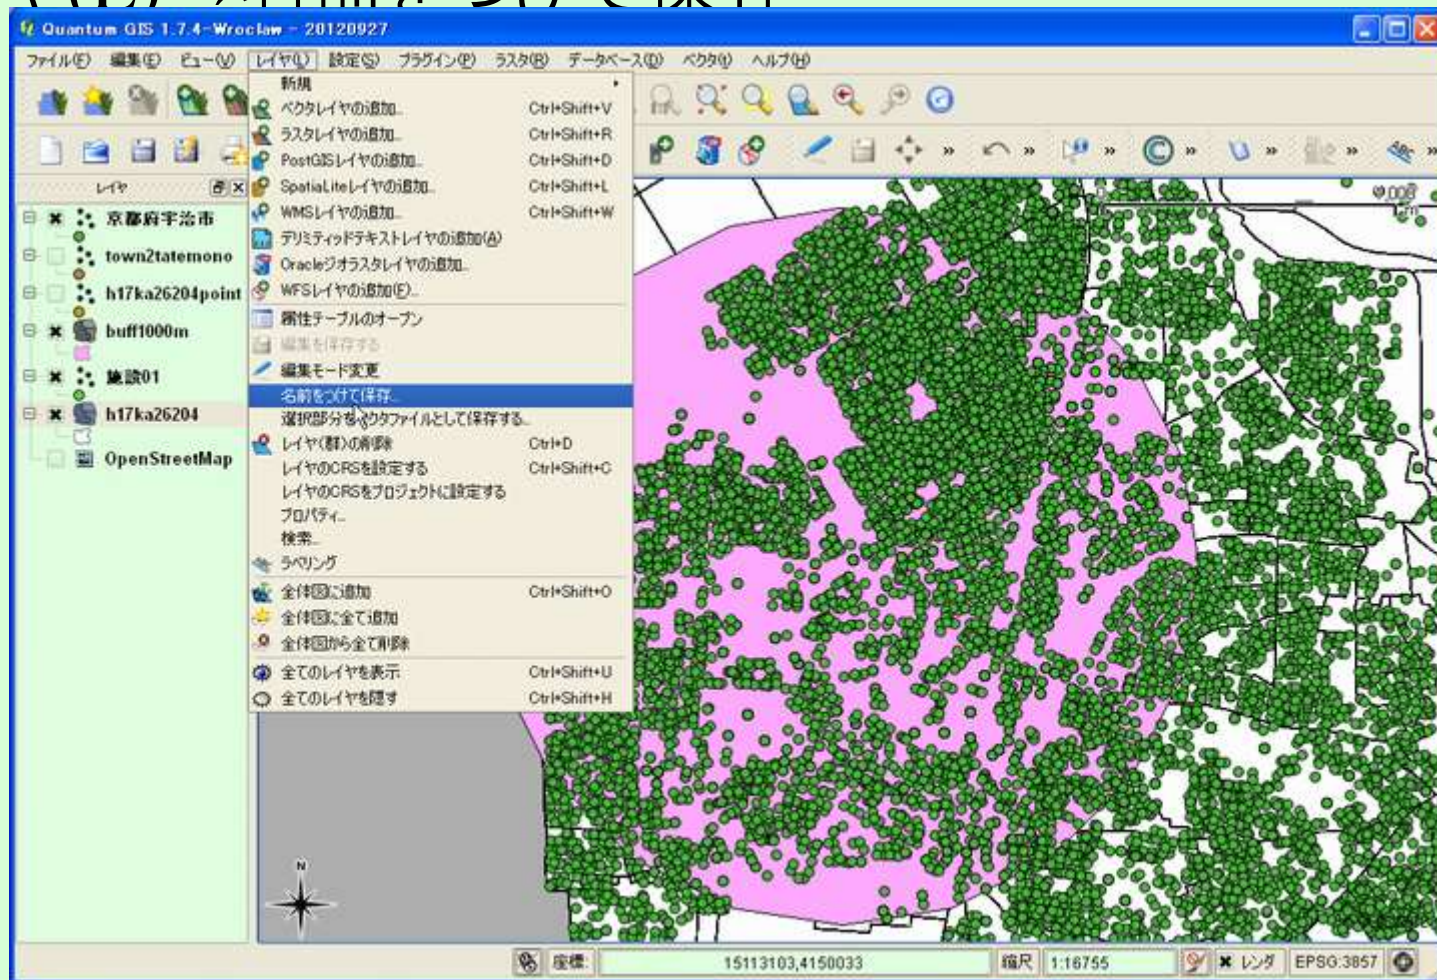 名前をつけて保存
Quantum GIS 1.7.4-Wroclaw - 20120927
ファイル(F) 編集(E) ビュー(V) レイヤ(L) 設定(S) プラグイン(P) ラスタ(R) データベース(D) ベクタ(t) ヘルプ(H)
新規
ベクタレイヤの追加... Ctrl+Shift+V
ラスタレイヤの追加... Ctrl+Shift+R
PostGISレイヤの追加... Ctrl+Shift+D
SpatiaLiteレイヤの追加... Ctrl+Shift+L
WMSレイヤの追加... Ctrl+Shift+W
デリミティッドテキストレイヤの追加(A)
Oracleジオラスタレイヤの追加...
WFSレイヤの追加(F)...
属性テーブルのオープン
編集を保存する
編集モード変更
名前をつけて保存...
選択部分をベクタファイルとして保存する...
レイヤ(群)の削除 Ctrl+D
レイヤのCRSを設定する Ctrl+Shift+C
レイヤのCRSをプロジェクトに設定する
プロパティ...
検索...
ラベリング
全体図に追加 Ctrl+Shift+O
全体図に全て追加
全体図から全て削除
全てのレイヤを表示 Ctrl+Shift+U
全てのレイヤを隠す Ctrl+Shift+H
レイヤ
京都府宇治市
town2tatemono
h17ka26204point
buff1000m
施設01
h17ka26204
OpenStreetMap
N
座標: 15113103,4150033 縮尺 1:16755 レンダ EPSG:3857